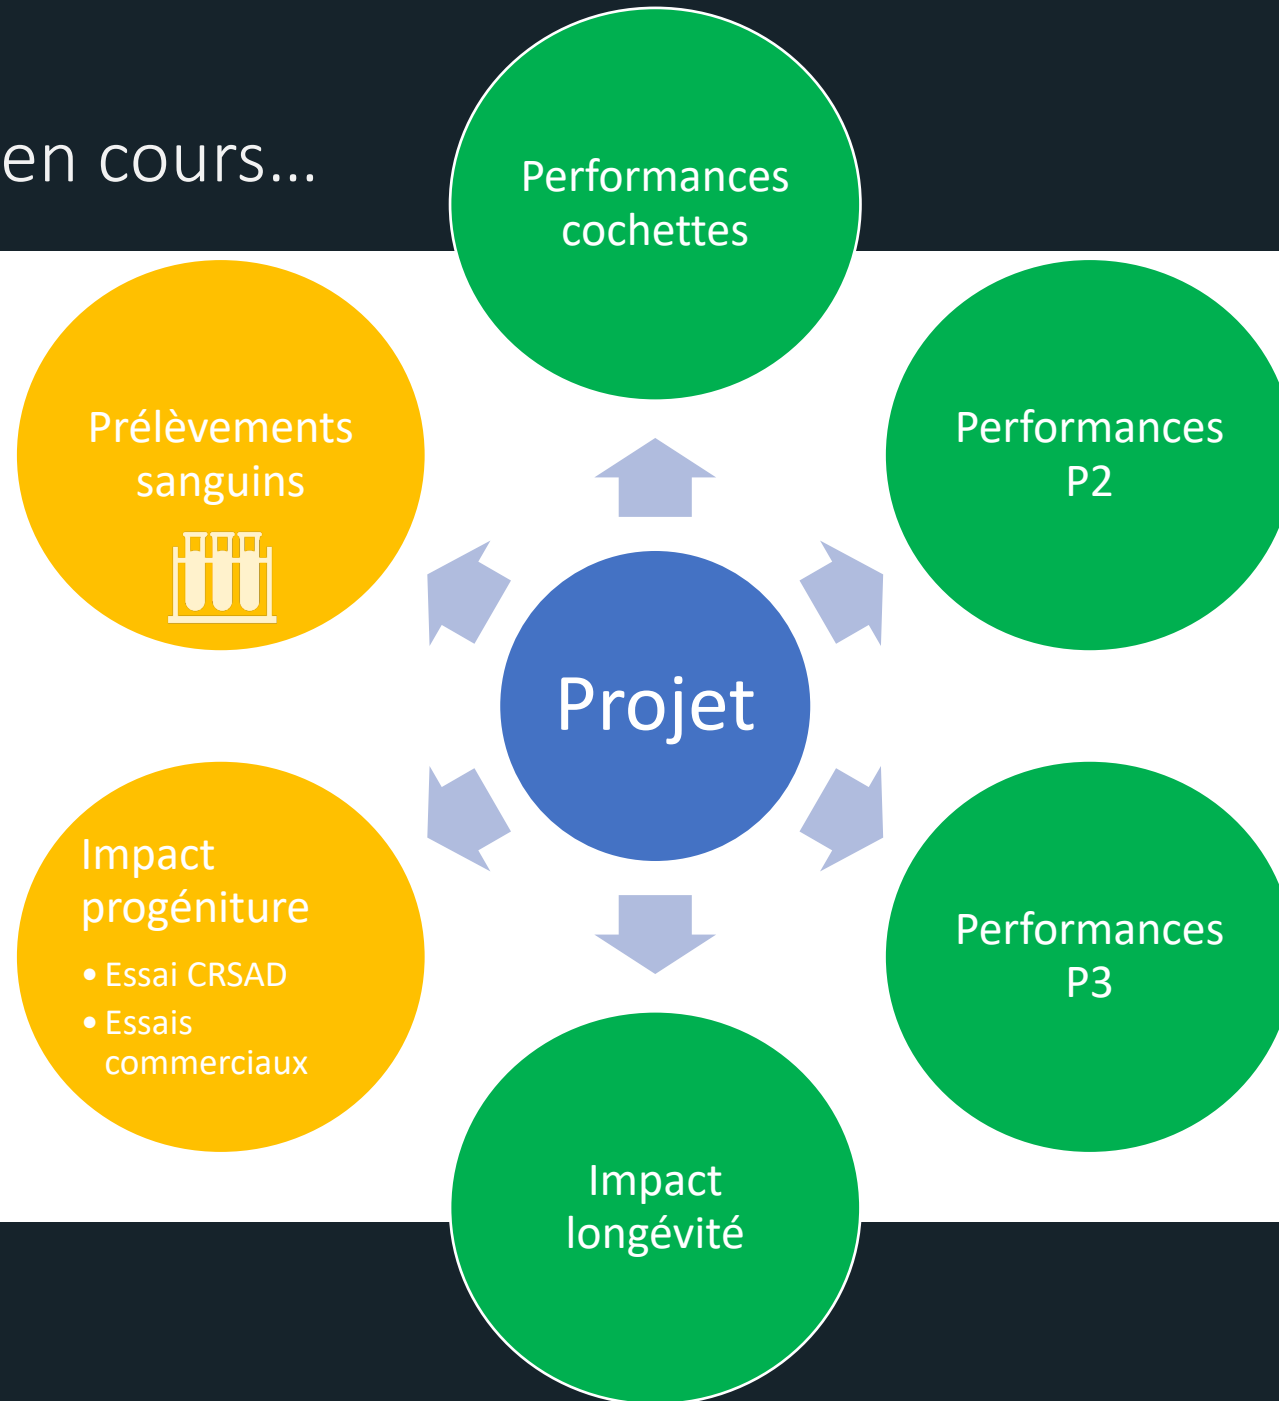 en cours...
Performances
cochettes
Prélèvements
sanguins
Performances
P2
Projet
Impact
progéniture
• Essai CRSAD
• Essais
commerciaux
Performances
P3
Impact
longévité